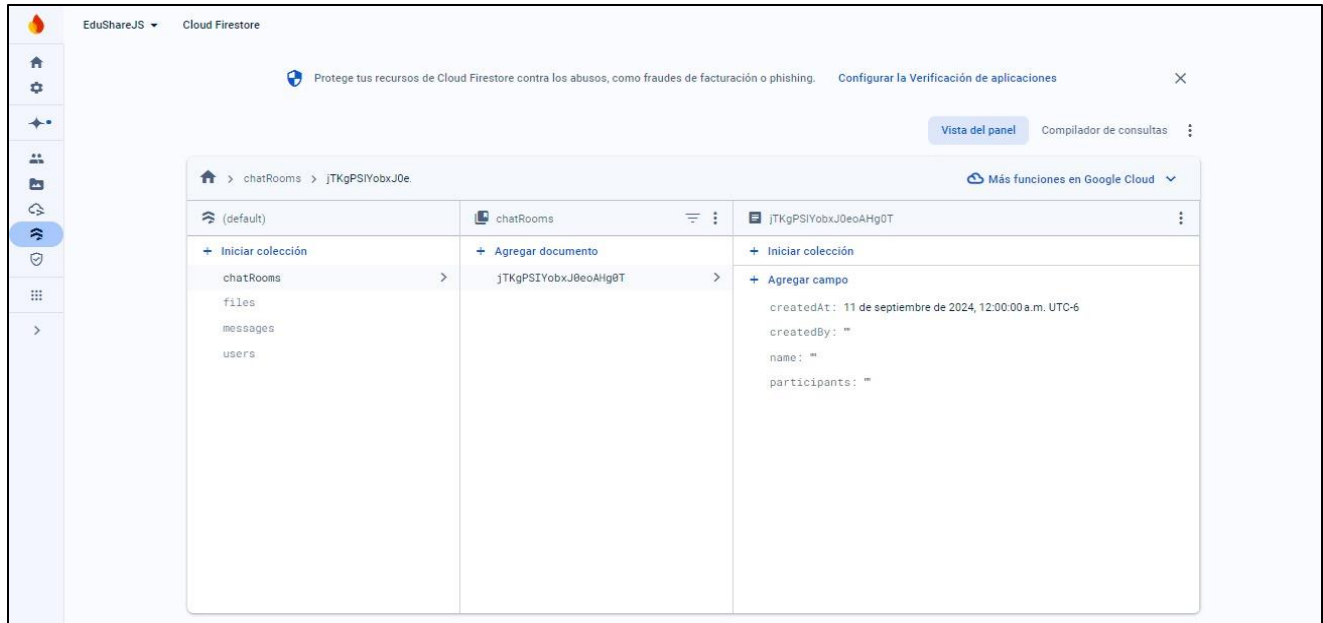 EduShareJS Cloud Firestore
Protege tus recursos de Cloud Firestore contra los abusos, como fraudes de facturación o phishing. Configurar la Verificación de aplicaciones
Vista del panel Compilador de consultas
> chatRooms > jTKgPSIYobxJ0e.
Más funciones en Google Cloud
(default)
+ Iniciar colección
chatRooms >
files
messages
users
chatRooms
+ Agregar documento
jTKgPSIYobxJ0eoAHg0T >
jTKgPSIYobxJ0eoAHg0T
+ Iniciar colección
+ Agregar campo
createdAt: 11 de septiembre de 2024, 12:00:00 a.m. UTC-6
createdBy: ""
name: ""
participants: ""